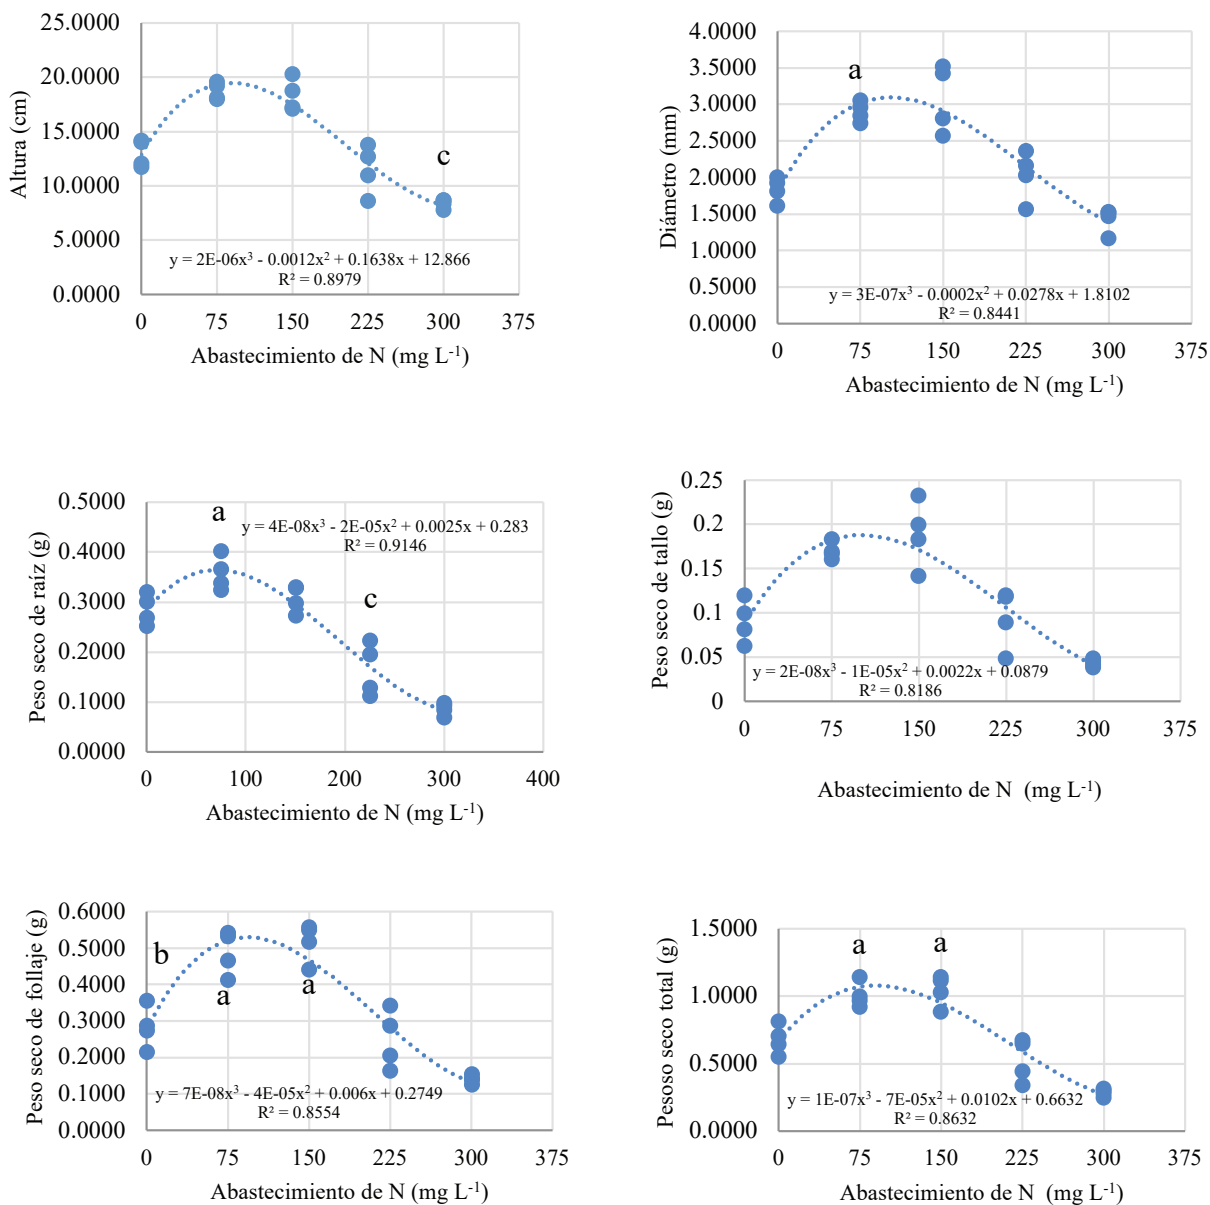 25.0000
20.0000
15.0000
10.0000
5.0000
0.0000
Altura (cm)
c
y = 2E-06x³ - 0.0012x² + 0.1638x + 12.866
R² = 0.8979
0 75 150 225 300 375
Abastecimiento de N (mg L⁻¹)
4.0000
3.5000
3.0000
2.5000
2.0000
1.5000
1.0000
0.5000
0.0000
Diámetro (mm)
a
y = 3E-07x³ - 0.0002x² + 0.0278x + 1.8102
R² = 0.8441
0 75 150 225 300 375
Abastecimiento de N (mg L⁻¹)
0.5000
0.4000
0.3000
0.2000
0.1000
0.0000
Peso seco de raíz (g)
a
y = 4E-08x³ - 2E-05x² + 0.0025x + 0.283
R² = 0.9146
c
0 100 200 300 400
Abastecimiento de N (mg L⁻¹)
0.25
0.2
0.15
0.1
0.05
0
Peso seco de tallo (g)
y = 2E-08x³ - 1E-05x² + 0.0022x + 0.0879
R² = 0.8186
0 75 150 225 300 375
Abastecimiento de N (mg L⁻¹)
0.6000
0.5000
0.4000
0.3000
0.2000
0.1000
0.0000
Peso seco de follaje (g)
b
a
a
y = 7E-08x³ - 4E-05x² + 0.006x + 0.2749
R² = 0.8554
0 75 150 225 300 375
Abastecimiento de N (mg L⁻¹)
1.5000
1.0000
0.5000
0.0000
Pesoso seco total (g)
a a
y = 1E-07x³ - 7E-05x² + 0.0102x + 0.6632
R² = 0.8632
0 75 150 225 300 375
Abastecimiento de N (mg L⁻¹)